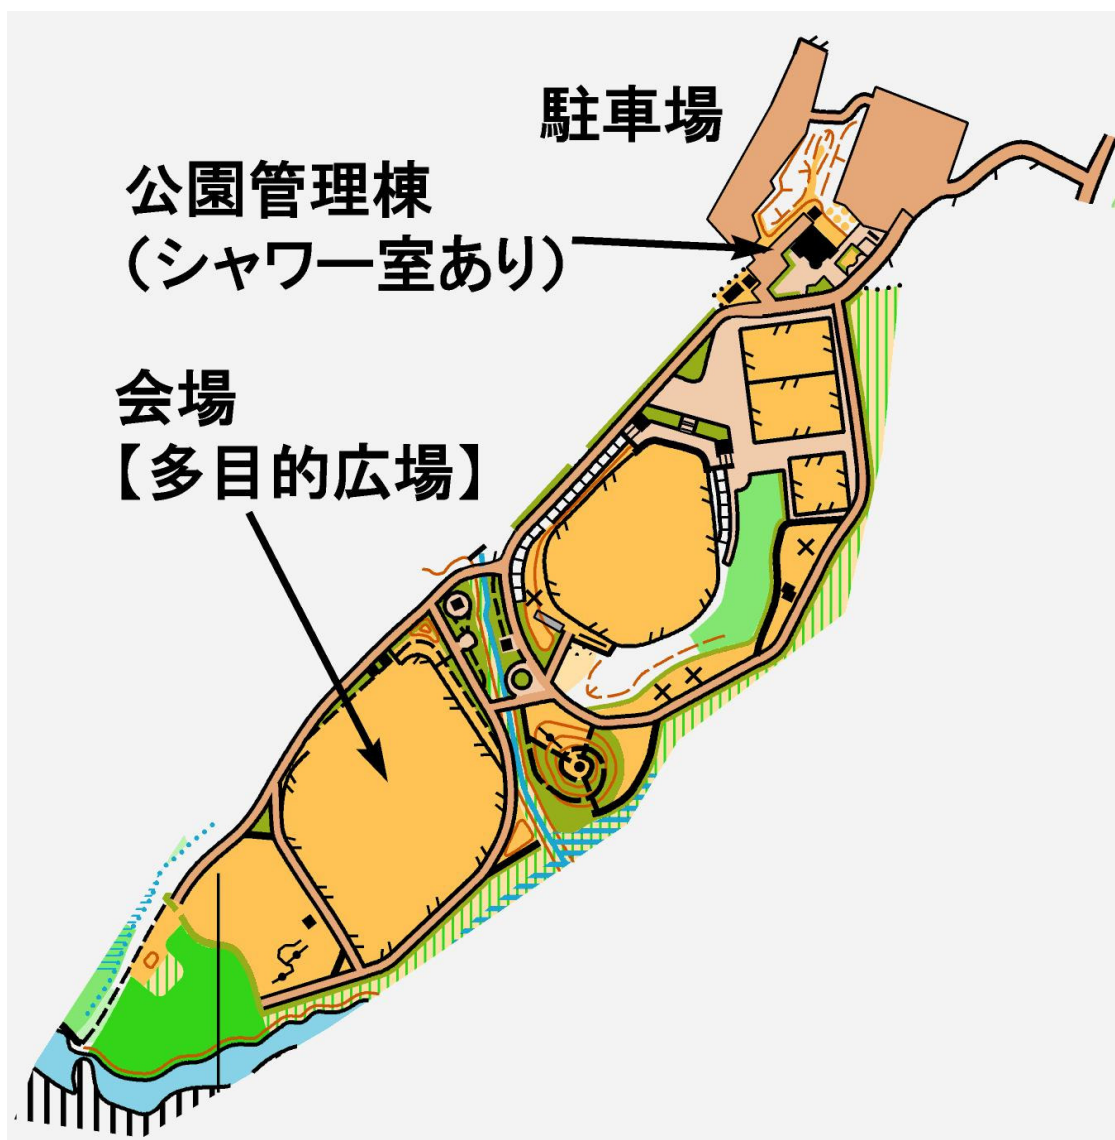 駐車場
公園管理棟
（シャワー室あり）
会場
【多目的広場】